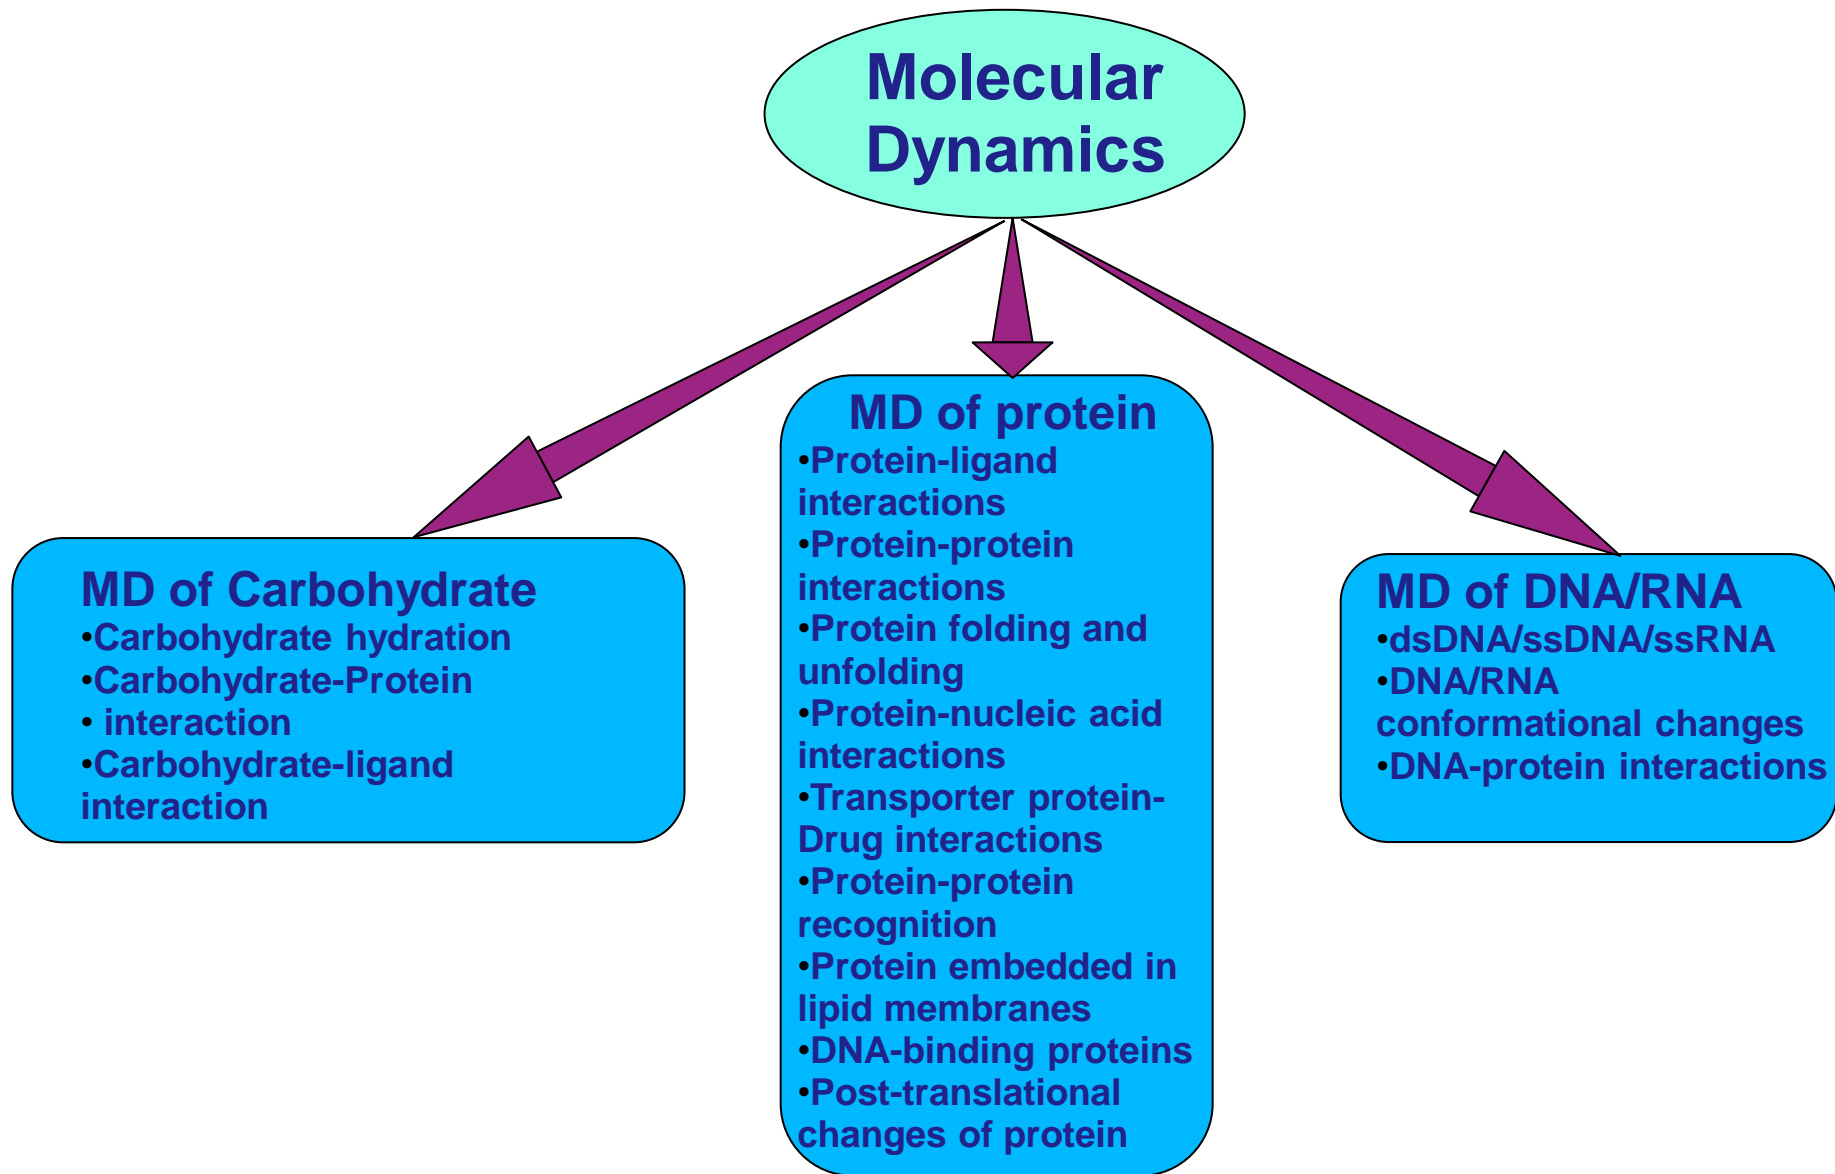 Molecular
Dynamics
MD of Carbohydrate
•Carbohydrate hydration
•Carbohydrate-Protein
• interaction
•Carbohydrate-ligand
interaction
MD of protein
•Protein-ligand
interactions
•Protein-protein
interactions
•Protein folding and
unfolding
•Protein-nucleic acid
interactions
•Transporter protein-
Drug interactions
•Protein-protein
recognition
•Protein embedded in
lipid membranes
•DNA-binding proteins
•Post-translational
changes of protein
MD of DNA/RNA
•dsDNA/ssDNA/ssRNA
•DNA/RNA
conformational changes
•DNA-protein interactions